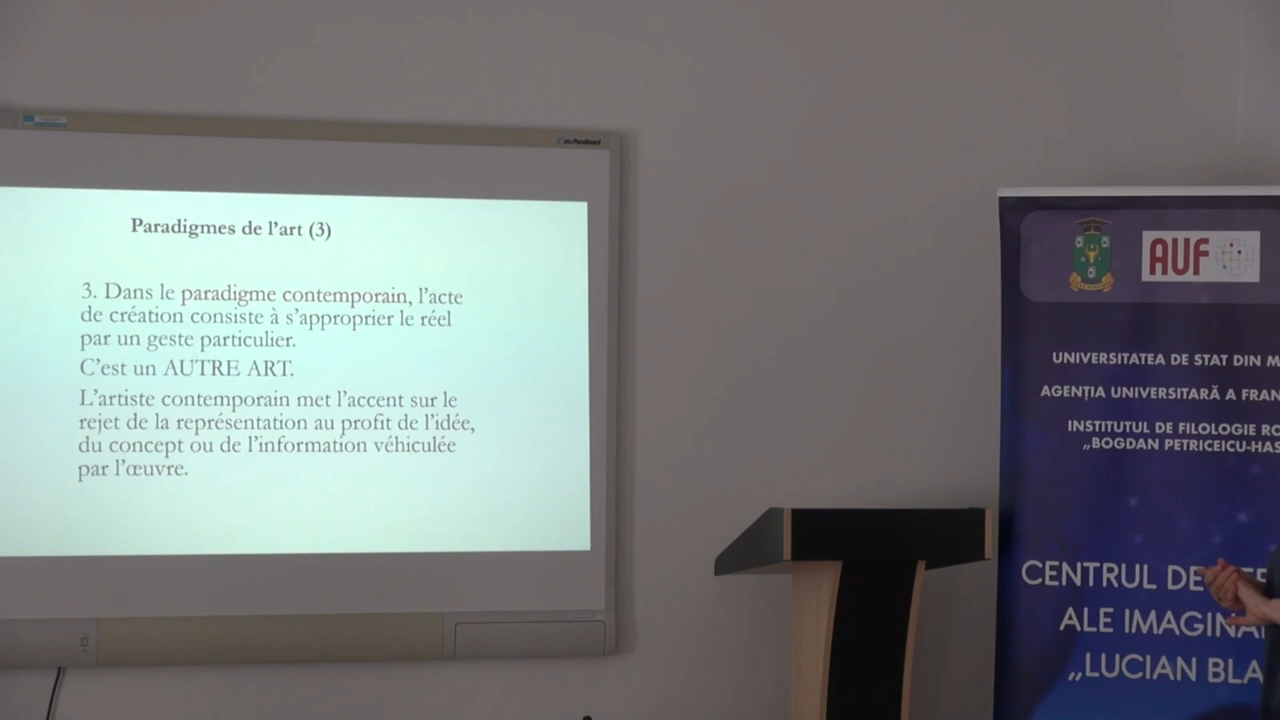 Paradigmes de l'art (3)
3. Dans le paradigme contemporain, l'acte
de création consiste à s'approprier le réel
par un geste particulier.
C'est un AUTRE ART.
L'artiste contemporain met l'accent sur le
rejet de la représentation au profit de l'idée,
du concept ou de l'information véhiculée
par l'œuvre.
AUF
UNIVERSITATEA DE STAT DIN M
AGENȚIA UNIVERSITARĂ A FRAN
INSTITUTUL DE FILOLOGIE RO
„BOGDAN PETRICEICU-HAS
CENTRUL DE
ALE IMAGINA
„LUCIAN BLA